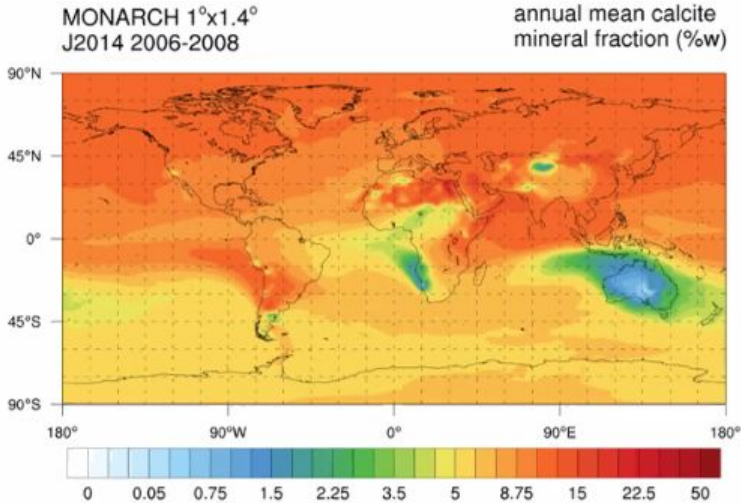 MONARCH 1°x1.4°
J2014 2006-2008
annual mean calcite
mineral fraction (%w)
90°N
45°N
0°
45°S
90°S
180° 90°W 0° 90°E 180°
0 0.05 0.75 1.5 2.25 3.5 5 8.75 15 22.5 50